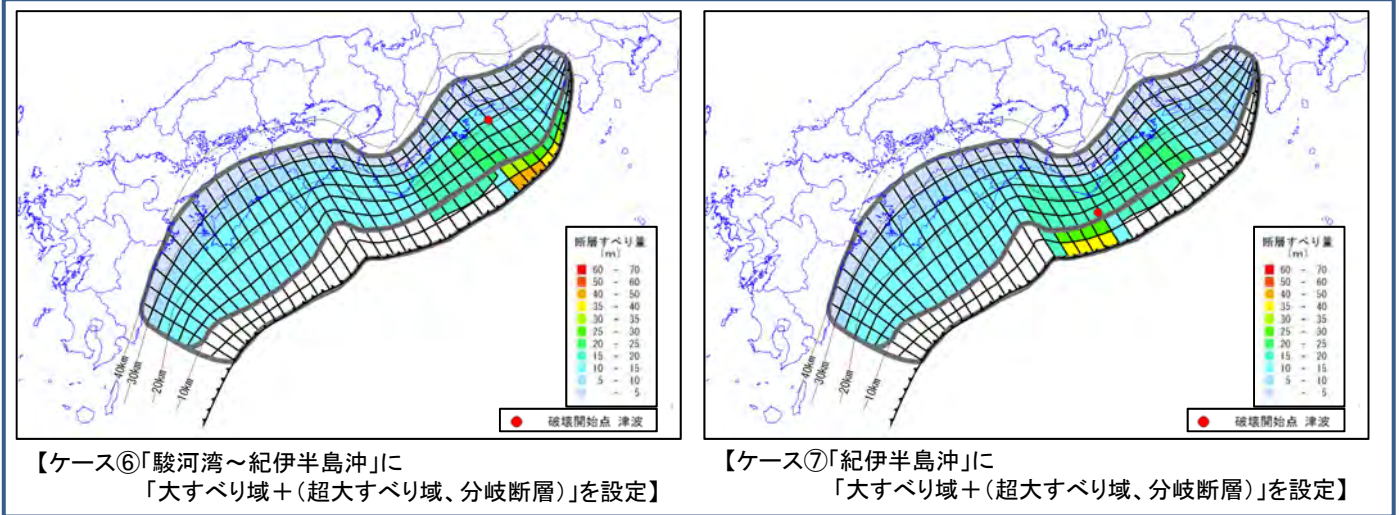 断層すべり量
(m)
60 - 70
50 - 60
40 - 50
35 - 40
30 - 35
25 - 30
20 - 25
15 - 20
10 - 15
5 - 10
- 5
40km
30km
20km
10km
破壊開始点 津波
【ケース⑥「駿河湾~紀伊半島沖」に
「大すべり域+(超大すべり域、分岐断層)」を設定】
断層すべり量
(m)
60 - 70
50 - 60
40 - 50
35 - 40
30 - 35
25 - 30
20 - 25
15 - 20
10 - 15
5 - 10
- 5
40km
30km
20km
10km
破壊開始点 津波
【ケース⑦「紀伊半島沖」に
「大すべり域+(超大すべり域、分岐断層)」を設定】